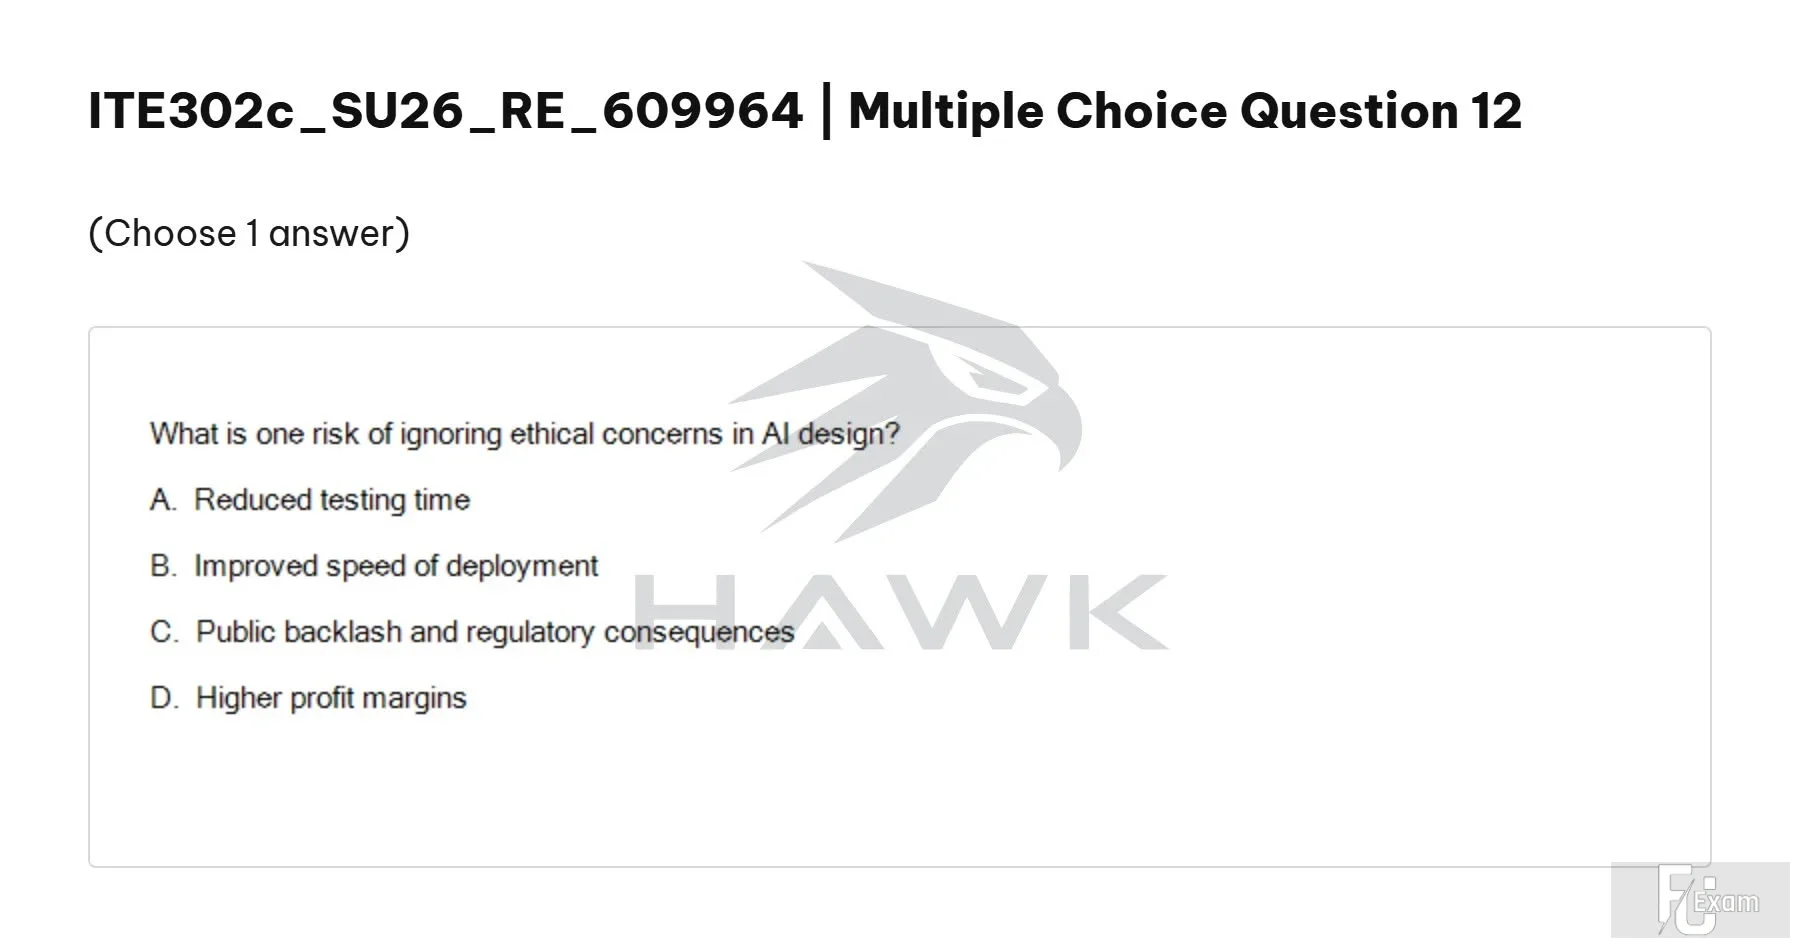 ITE302c_SU26_RE_609964 | Multiple Choice Question 12
(Choose 1 answer)
What is one risk of ignoring ethical concerns in AI design?
A. Reduced testing time
B. Improved speed of deployment
C. Public backlash and regulatory consequences
D. Higher profit margins
HAWK
FU Exam